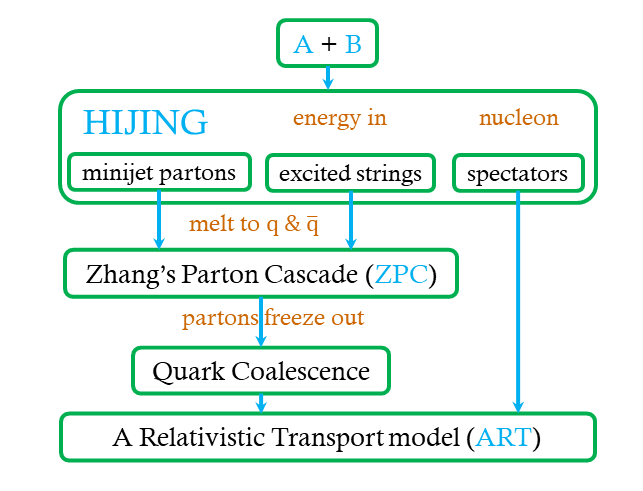 A + B
HIJING energy in nucleon
minijet partons excited strings spectators
melt to q & q̄
Zhang’s Parton Cascade (ZPC)
partons freeze out
Quark Coalescence
A Relativistic Transport model (ART)